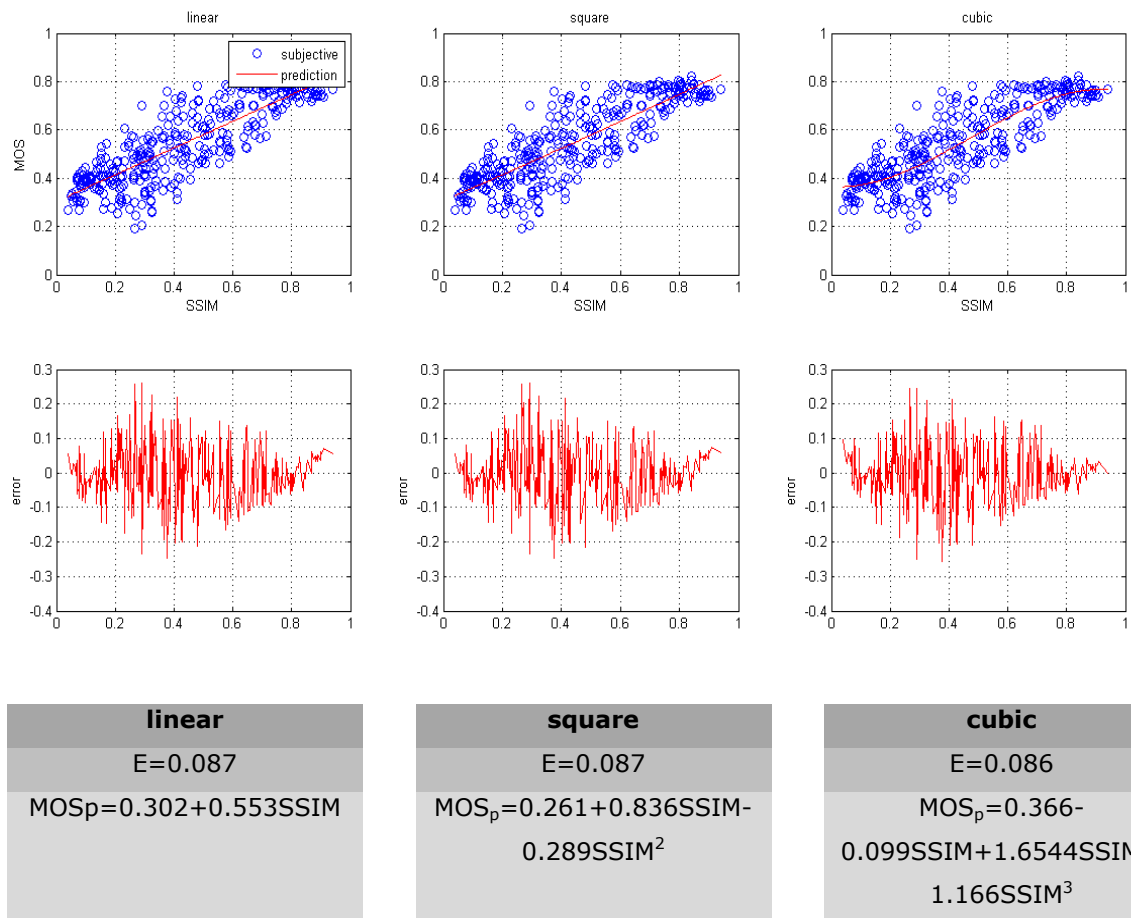 linear
square
cubic
subjective
prediction
1
0.8
0.6
0.4
0.2
0
MOS
0 0.2 0.4 0.6 0.8 1
SSIM
1
0.8
0.6
0.4
0.2
0
0 0.2 0.4 0.6 0.8 1
SSIM
1
0.8
0.6
0.4
0.2
0
0 0.2 0.4 0.6 0.8 1
SSIM
0.3
0.2
0.1
0
-0.1
-0.2
-0.3
-0.4
error
0 0.2 0.4 0.6 0.8 1
0.3
0.2
0.1
0
-0.1
-0.2
-0.3
-0.4
error
0 0.2 0.4 0.6 0.8 1
0.3
0.2
0.1
0
-0.1
-0.2
-0.3
-0.4
error
0 0.2 0.4 0.6 0.8 1
linear
E=0.087
MOSp=0.302+0.553SSIM
square
E=0.087
MOSₚ=0.261+0.836SSIM-
0.289SSIM²
cubic
E=0.086
MOSₚ=0.366-
0.099SSIM+1.6544SSIM
1.166SSIM³